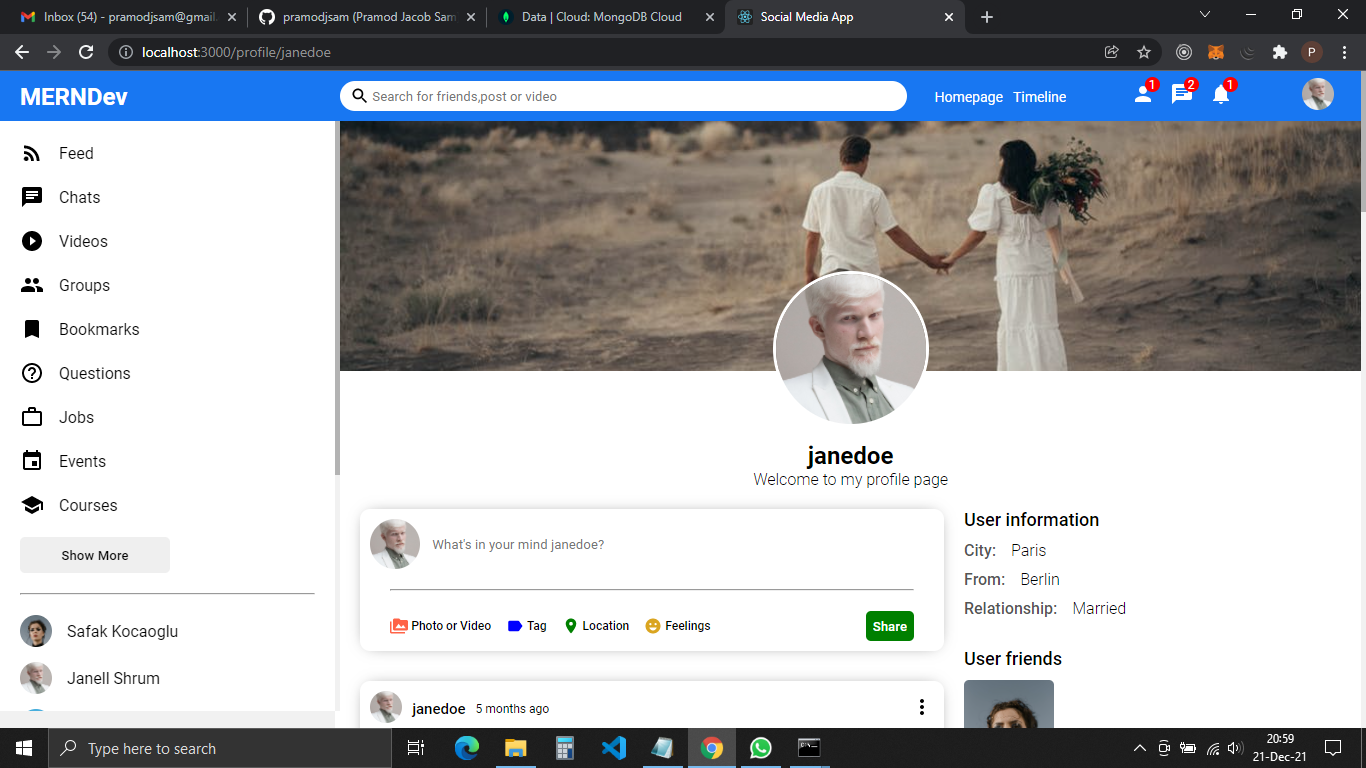 Inbox (54) - pramodjsam@gmail.
pramodjsam (Pramod Jacob Sam
Data | Cloud: MongoDB Cloud
Social Media App
localhost:3000/profile/janedoe
P
MERNDev
Search for friends,post or video
Homepage Timeline
1
2
1
Feed
Chats
Videos
Groups
Bookmarks
Questions
Jobs
Events
Courses
Show More
Safak Kocaoglu
Janell Shrum
janedoe
Welcome to my profile page
What's in your mind janedoe?
Photo or Video Tag Location Feelings Share
janedoe 5 months ago
User information
City: Paris
From: Berlin
Relationship: Married
User friends
Type here to search
20:59
21-Dec-21